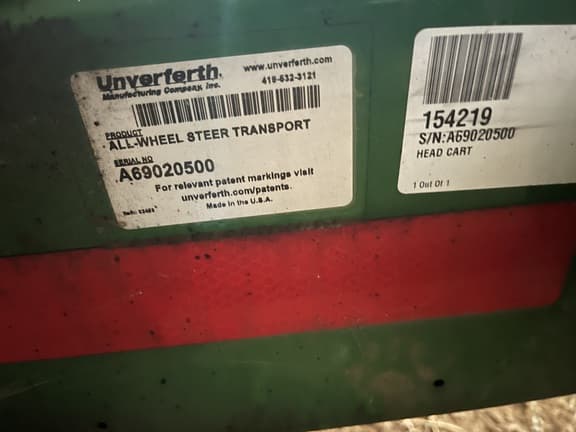 Unverferth.
www.unverferth.com
Manufacturing Company, Inc.
419-532-3121
PRODUCT
ALL-WHEEL STEER TRANSPORT
SERIAL NO
A69020500
For relevant patent markings visit
unverferth.com/patents.
Made in the U.S.A.
154219
S/N:A69020500
HEAD CART
1 Out Of 1